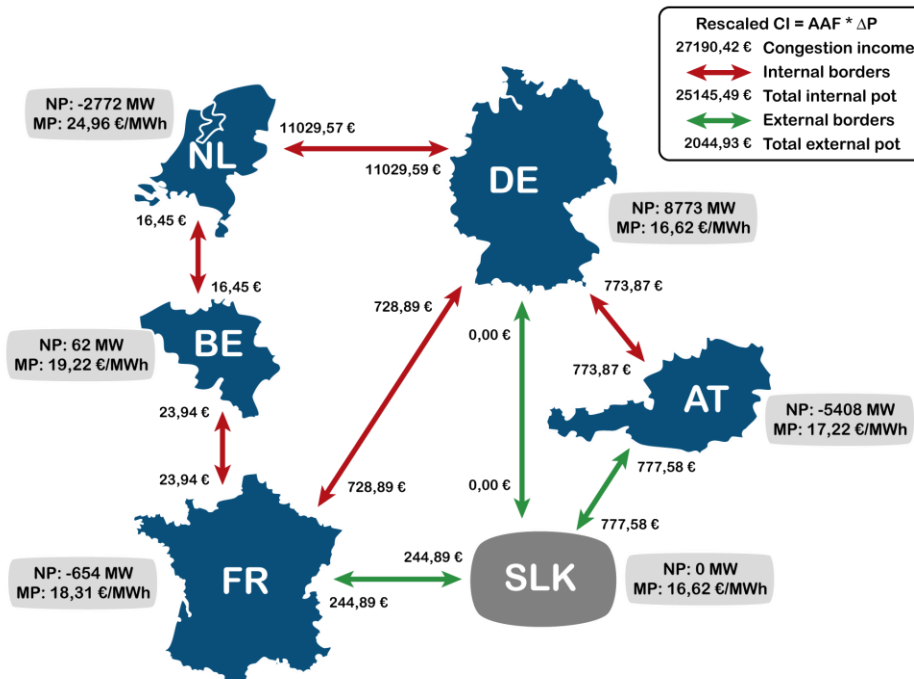 Rescaled CI = AAF * ΔP
27190,42 € Congestion income
Internal borders
25145,49 € Total internal pot
External borders
2044,93 € Total external pot
NP: -2772 MW
MP: 24,96 €/MWh
NL
11029,57 €
11029,59 €
DE
NP: 8773 MW
MP: 16,62 €/MWh
16,45 €
16,45 €
728,89 €
0,00 €
773,87 €
NP: 62 MW
MP: 19,22 €/MWh
BE
773,87 €
AT
NP: -5408 MW
MP: 17,22 €/MWh
23,94 €
23,94 €
728,89 €
0,00 €
777,58 €
777,58 €
NP: -654 MW
MP: 18,31 €/MWh
FR
244,89 €
244,89 €
SLK
NP: 0 MW
MP: 16,62 €/MWh